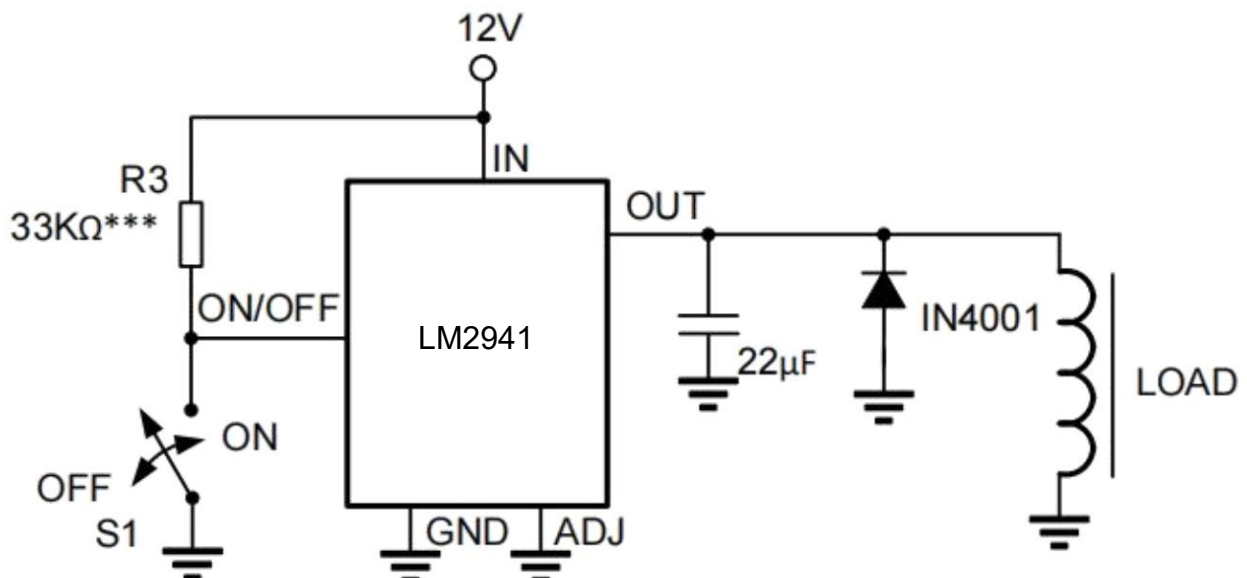 12V
IN
R3
33KΩ***
OUT
ON/OFF
LM2941
IN4001
22μF
LOAD
ON
OFF
S1
GND
ADJ